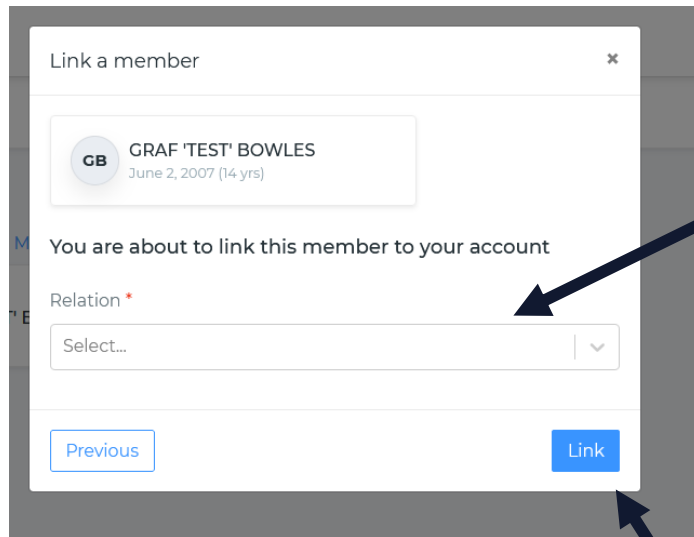 Link a member
×
GB
GRAF 'TEST' BOWLES
June 2, 2007 (14 yrs)
M
You are about to link this member to your account
Relation *
' E
Select...
Previous
Link